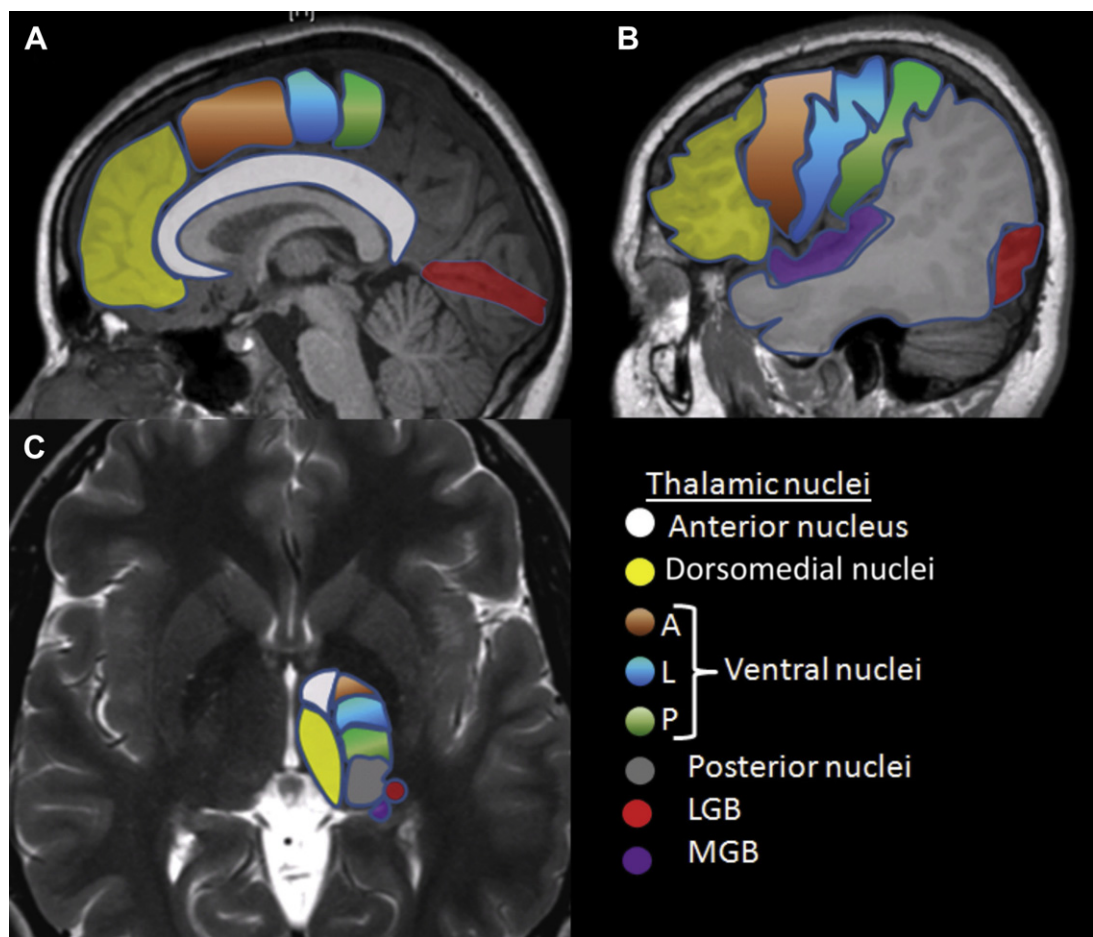 A
B
C
Thalamic nuclei
Anterior nucleus
Dorsomedial nuclei
A
L
Ventral nuclei
P
Posterior nuclei
LGB
MGB